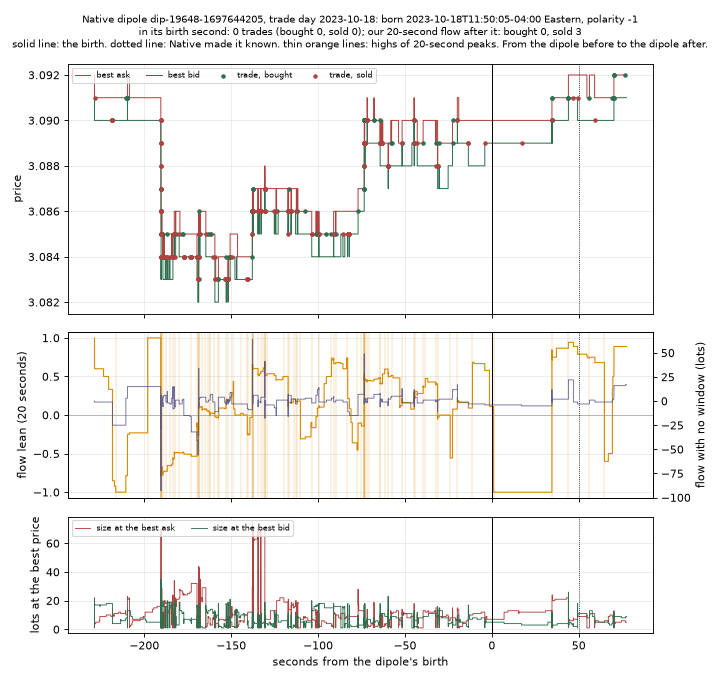 Native dipole dip-19648-1697644205, trade day 2023-10-18: born 2023-10-18T11:50:05-04:00 Eastern, polarity -1
in its birth second: 0 trades (bought 0, sold 0); our 20-second flow after it: bought 0, sold 3
solid line: the birth. dotted line: Native made it known. thin orange lines: highs of 20-second peaks. From the dipole before to the dipole after.
best ask best bid trade, bought trade, sold
3.092
3.090
3.088
3.086
3.084
3.082
price
1.0
0.5
0.0
−0.5
−1.0
flow lean (20 seconds)
50
25
0
−25
−50
−75
−100
flow with no window (lots)
size at the best ask size at the best bid
60
40
20
0
lots at the best price
−200 −150 −100 −50 0 50
seconds from the dipole's birth